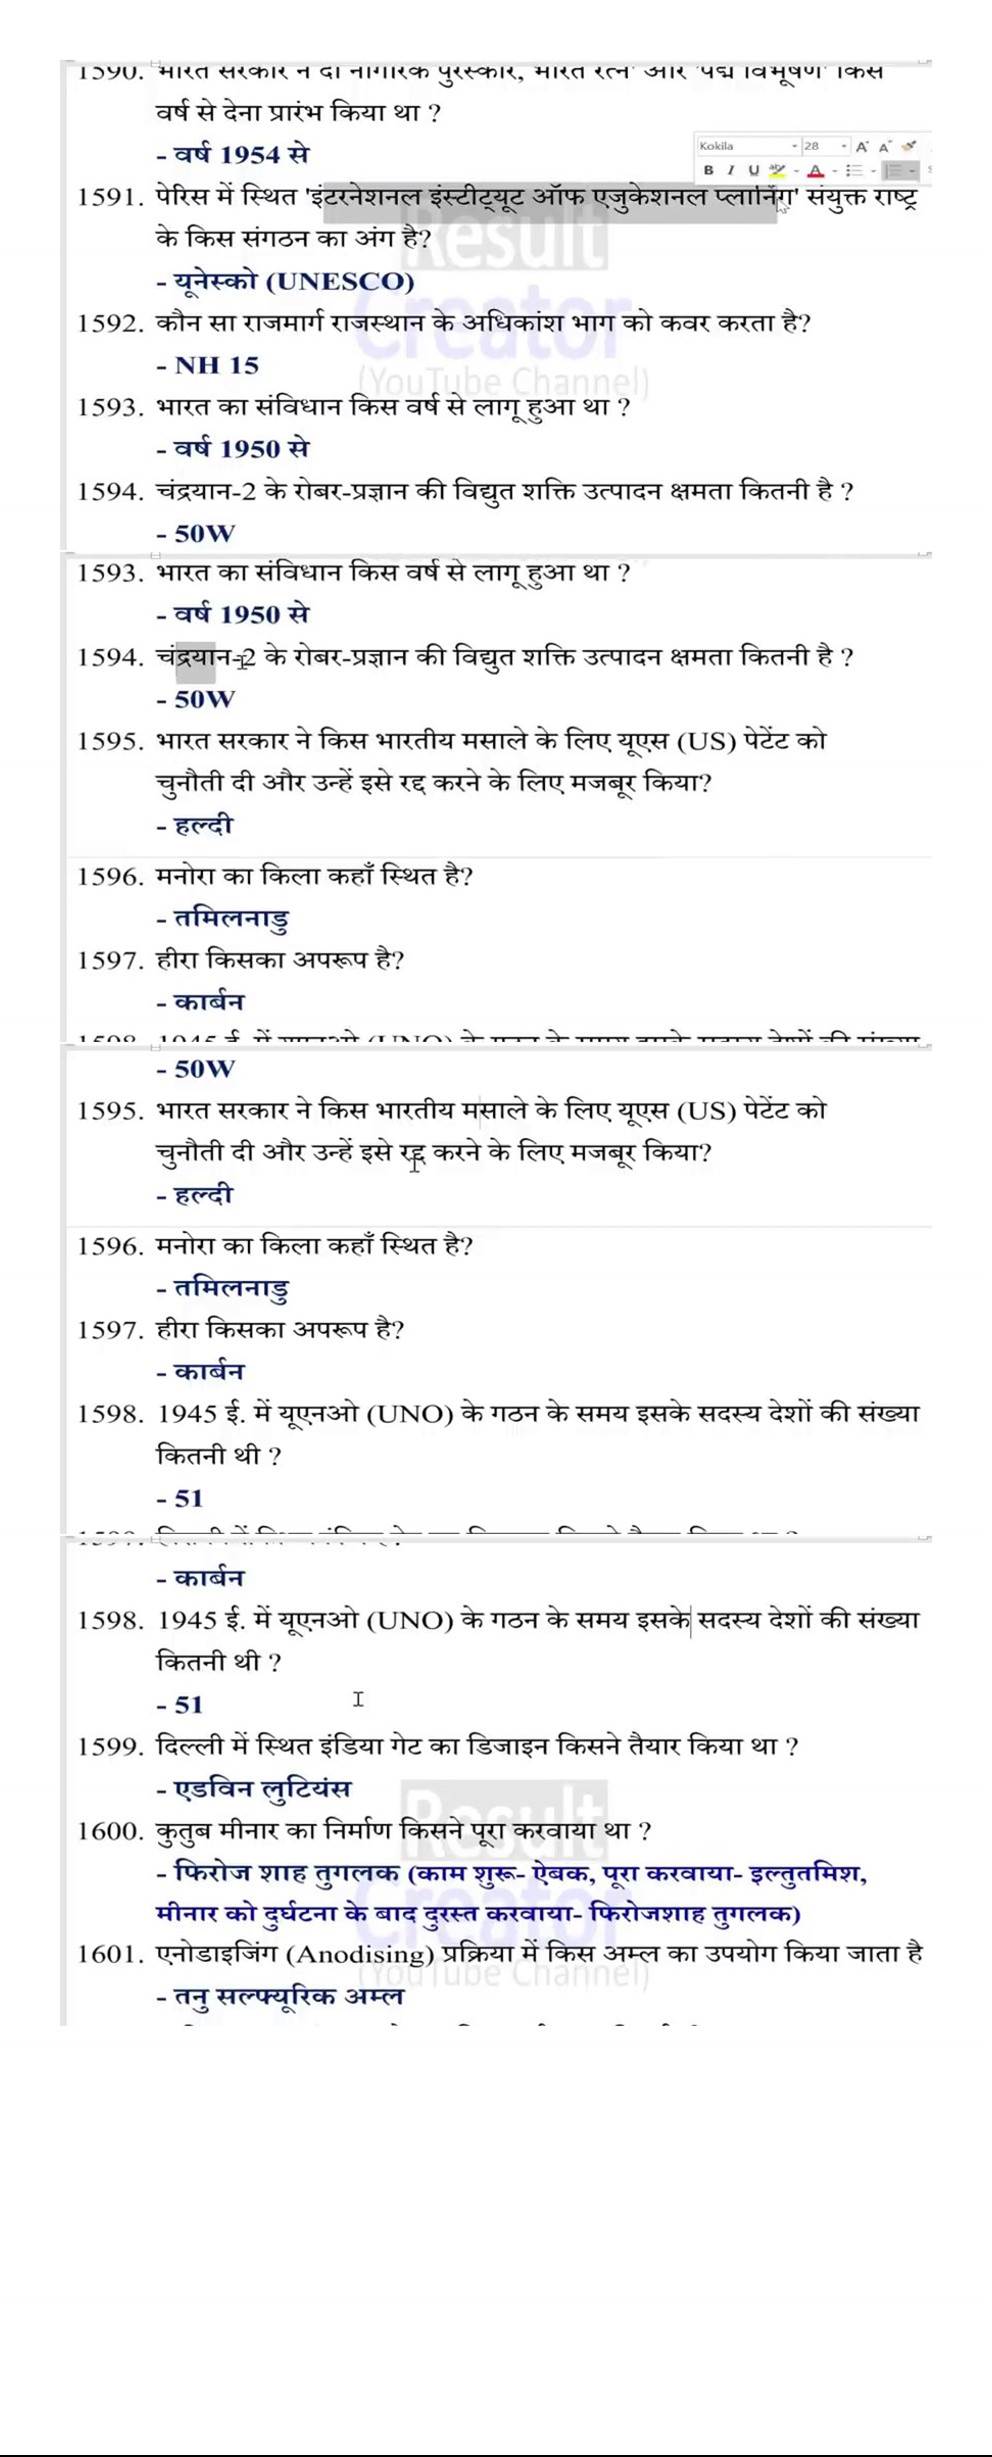 1590. भारत सरकार ने दो नागरिक पुरस्कार, 'भारत रत्न' और 'पद्म विभूषण' किस
वर्ष से देना प्रारंभ किया था ?
- वर्ष 1954 से
Kokila 28 A A
B I U A
1591. पेरिस में स्थित 'इंटरनेशनल इंस्टीट्यूट ऑफ एजुकेशनल प्लानिंग' संयुक्त राष्ट्र
के किस संगठन का अंग है?
Result
- यूनेस्को (UNESCO)
1592. कौन सा राजमार्ग राजस्थान के अधिकांश भाग को कवर करता है?
Creator
- NH 15
(YouTube Channel)
1593. भारत का संविधान किस वर्ष से लागू हुआ था ?
- वर्ष 1950 से
1594. चंद्रयान-2 के रोबर-प्रज्ञान की विद्युत शक्ति उत्पादन क्षमता कितनी है ?
- 50W
1593. भारत का संविधान किस वर्ष से लागू हुआ था ?
- वर्ष 1950 से
1594. चंद्रयान-2 के रोबर-प्रज्ञान की विद्युत शक्ति उत्पादन क्षमता कितनी है ?
- 50W
1595. भारत सरकार ने किस भारतीय मसाले के लिए यूएस (US) पेटेंट को
चुनौती दी और उन्हें इसे रद्द करने के लिए मजबूर किया?
- हल्दी
1596. मनोरा का किला कहाँ स्थित है?
- तमिलनाडु
1597. हीरा किसका अपरूप है?
- कार्बन
- 50W
1595. भारत सरकार ने किस भारतीय मसाले के लिए यूएस (US) पेटेंट को
चुनौती दी और उन्हें इसे रद्द करने के लिए मजबूर किया?
- हल्दी
1596. मनोरा का किला कहाँ स्थित है?
- तमिलनाडु
1597. हीरा किसका अपरूप है?
- कार्बन
1598. 1945 ई. में यूएनओ (UNO) के गठन के समय इसके सदस्य देशों की संख्या
कितनी थी ?
- 51
- कार्बन
1598. 1945 ई. में यूएनओ (UNO) के गठन के समय इसके सदस्य देशों की संख्या
कितनी थी ?
- 51
1599. दिल्ली में स्थित इंडिया गेट का डिजाइन किसने तैयार किया था ?
- एडविन लुटियंस
Result
1600. कुतुब मीनार का निर्माण किसने पूरा करवाया था ?
- फिरोज शाह तुगलक (काम शुरू- ऐबक, पूरा करवाया- इल्तुतमिश,
मीनार को दुर्घटना के बाद दुरस्त करवाया- फिरोजशाह तुगलक)
Creator
1601. एनोडाइजिंग (Anodising) प्रक्रिया में किस अम्ल का उपयोग किया जाता है
(YouTube Channel)
- तनु सल्फ्यूरिक अम्ल